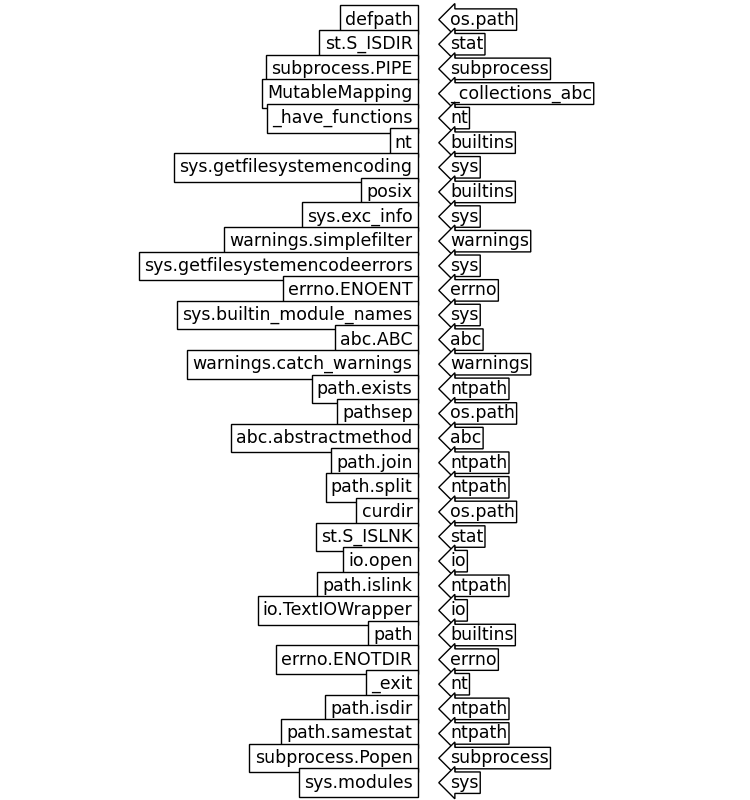 defpath os.path
st.S_ISDIR stat
subprocess.PIPE subprocess
MutableMapping _collections_abc
_have_functions nt
nt builtins
sys.getfilesystemencoding sys
posix builtins
sys.exc_info sys
warnings.simplefilter warnings
sys.getfilesystemencodeerrors sys
errno.ENOENT errno
sys.builtin_module_names sys
abc.ABC abc
warnings.catch_warnings warnings
path.exists ntpath
pathsep os.path
abc.abstractmethod abc
path.join ntpath
path.split ntpath
curdir os.path
st.S_ISLNK stat
io.open io
path.islink ntpath
io.TextIOWrapper io
path builtins
errno.ENOTDIR errno
_exit nt
path.isdir ntpath
path.samestat ntpath
subprocess.Popen subprocess
sys.modules sys